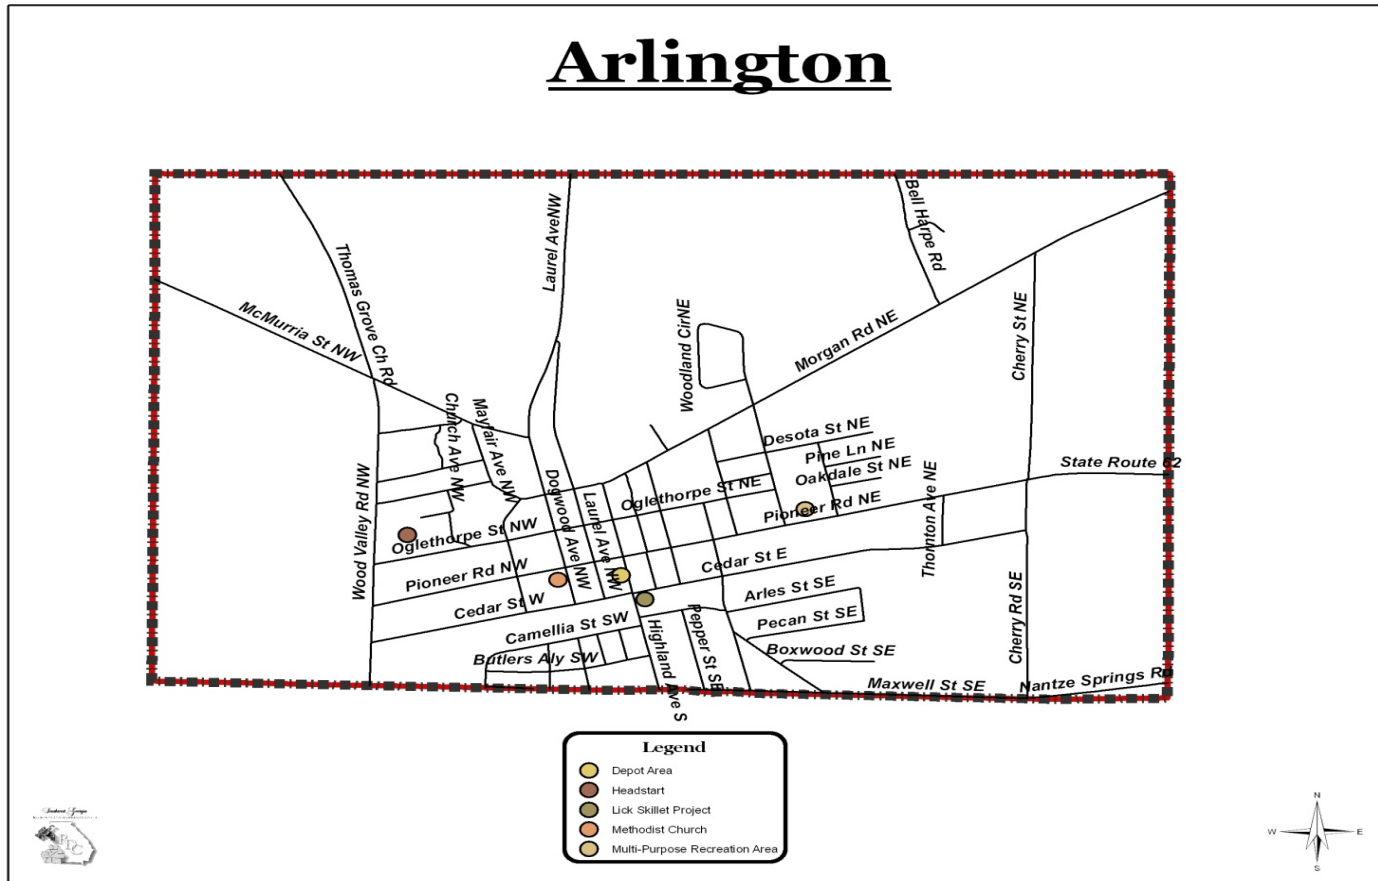 Arlington
Bell Harpe Rd
Laurel AveNW
Thomas Grove Ch Rd
McMurria St NW
Woodland CirNE
Morgan Rd NE
Cherry St NE
Church Ave NW
Mayfair Ave NW
Desota St NE
Pine Ln NE
Oakdale St NE
State Route 62
Wood Valley Rd NW
Dogwood Ave NW
Laurel Ave NW
Oglethorpe St NE
Pioneer Rd NE
Thornton Ave NE
Oglethorpe St NW
Pioneer Rd NW
Cedar St E
Cedar St W
Arles St SE
Camellia St SW
Pecan St SE
Highland Ave S
Pepper St SE
Cherry Rd SE
Butlers Aly SW
Boxwood St SE
Maxwell St SE
Nantze Springs Rd
Legend
Depot Area
Headstart
Lick Skillet Project
Methodist Church
Multi-Purpose Recreation Area
N
W
E
S